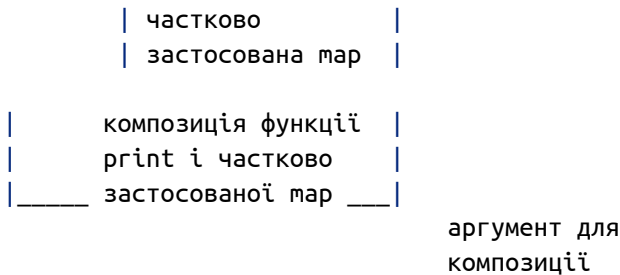 | частково |
| застосована map |
| композиція функції |
| print і частково |
|_____ застосованої map ___|
аргумент для
композиції